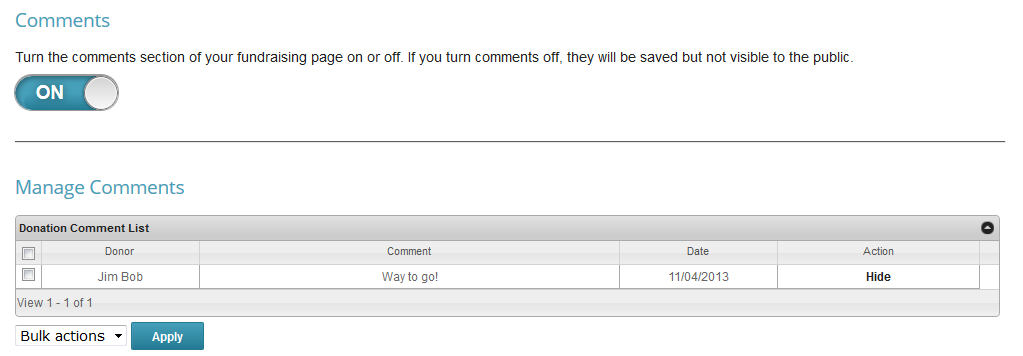 Comments
Turn the comments section of your fundraising page on or off. If you turn comments off, they will be saved but not visible to the public.
ON
Manage Comments
Donation Comment List
Donor Comment Date Action
Jim Bob Way to go! 11/04/2013 Hide
View 1 - 1 of 1
Bulk actions Apply